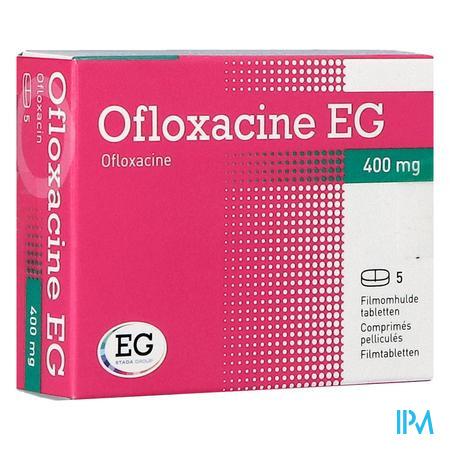 Ofloxacine EG
Ofloxacine
400 mg
5
Filmomhulde
tabletten
Comprimés
pelliculés
Filmtabletten
EG
STADA GROUP
Ofloxacine EG
Ofloxacin
5
400 mg
IPM